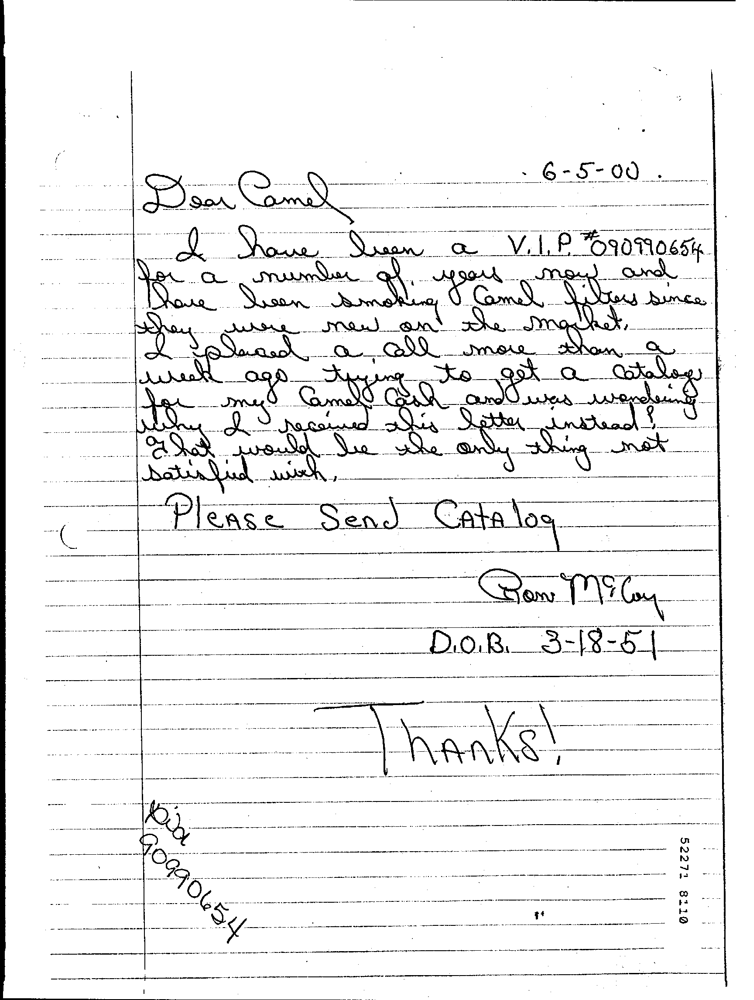 6-5-00.
Dear Camel,
I have been a V.I.P. #090990654
for a number of years now and
have been smoking Camel filters since
they were new on the market.
I placed a call more than a
week ago trying to get a catalog
for my Camel Cash and was wondering
why I received this letter instead?
That would be the only thing not
satisfied with.
Please Send CAtAlog
Ron McCoy
D.O.B. 3-18-51
ThAnks!
90990654
52271 8110